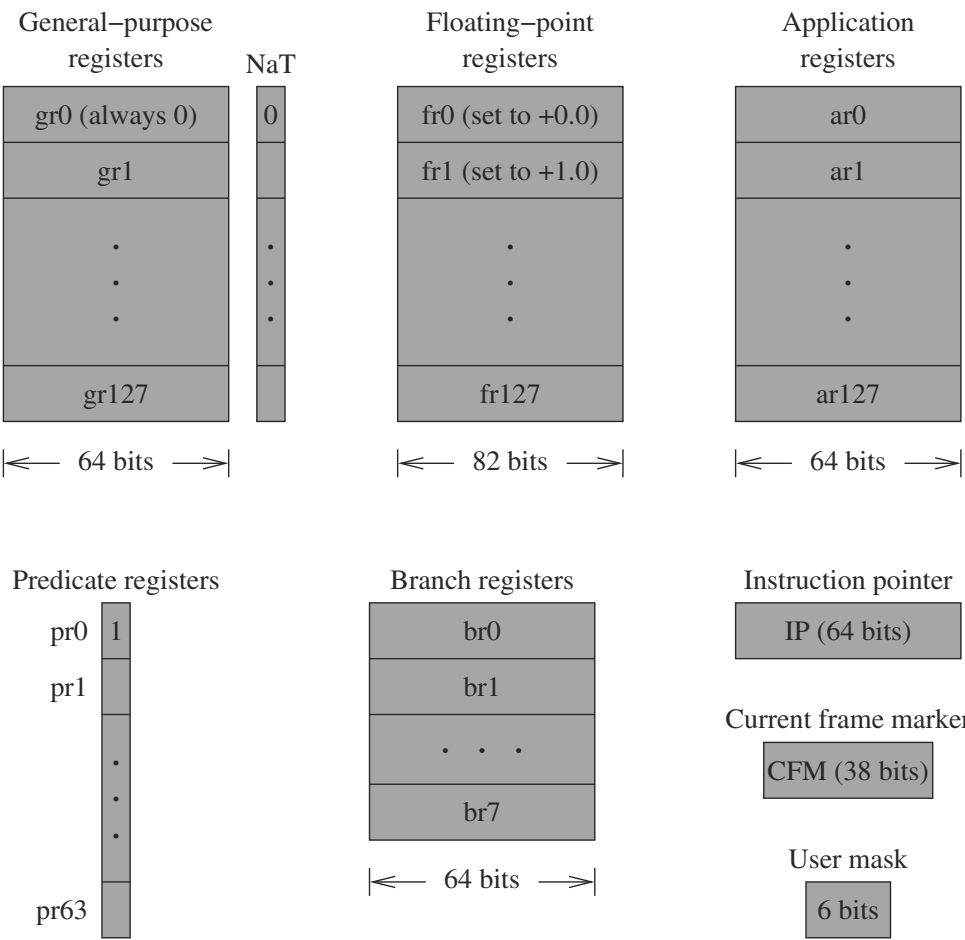 General−purpose
registers
NaT
gr0 (always 0)
0
gr1
gr127
64 bits
Floating−point
registers
fr0 (set to +0.0)
fr1 (set to +1.0)
fr127
82 bits
Application
registers
ar0
ar1
ar127
64 bits
Predicate registers
pr0
1
pr1
pr63
Branch registers
br0
br1
br7
64 bits
Instruction pointer
IP (64 bits)
Current frame marker
CFM (38 bits)
User mask
6 bits